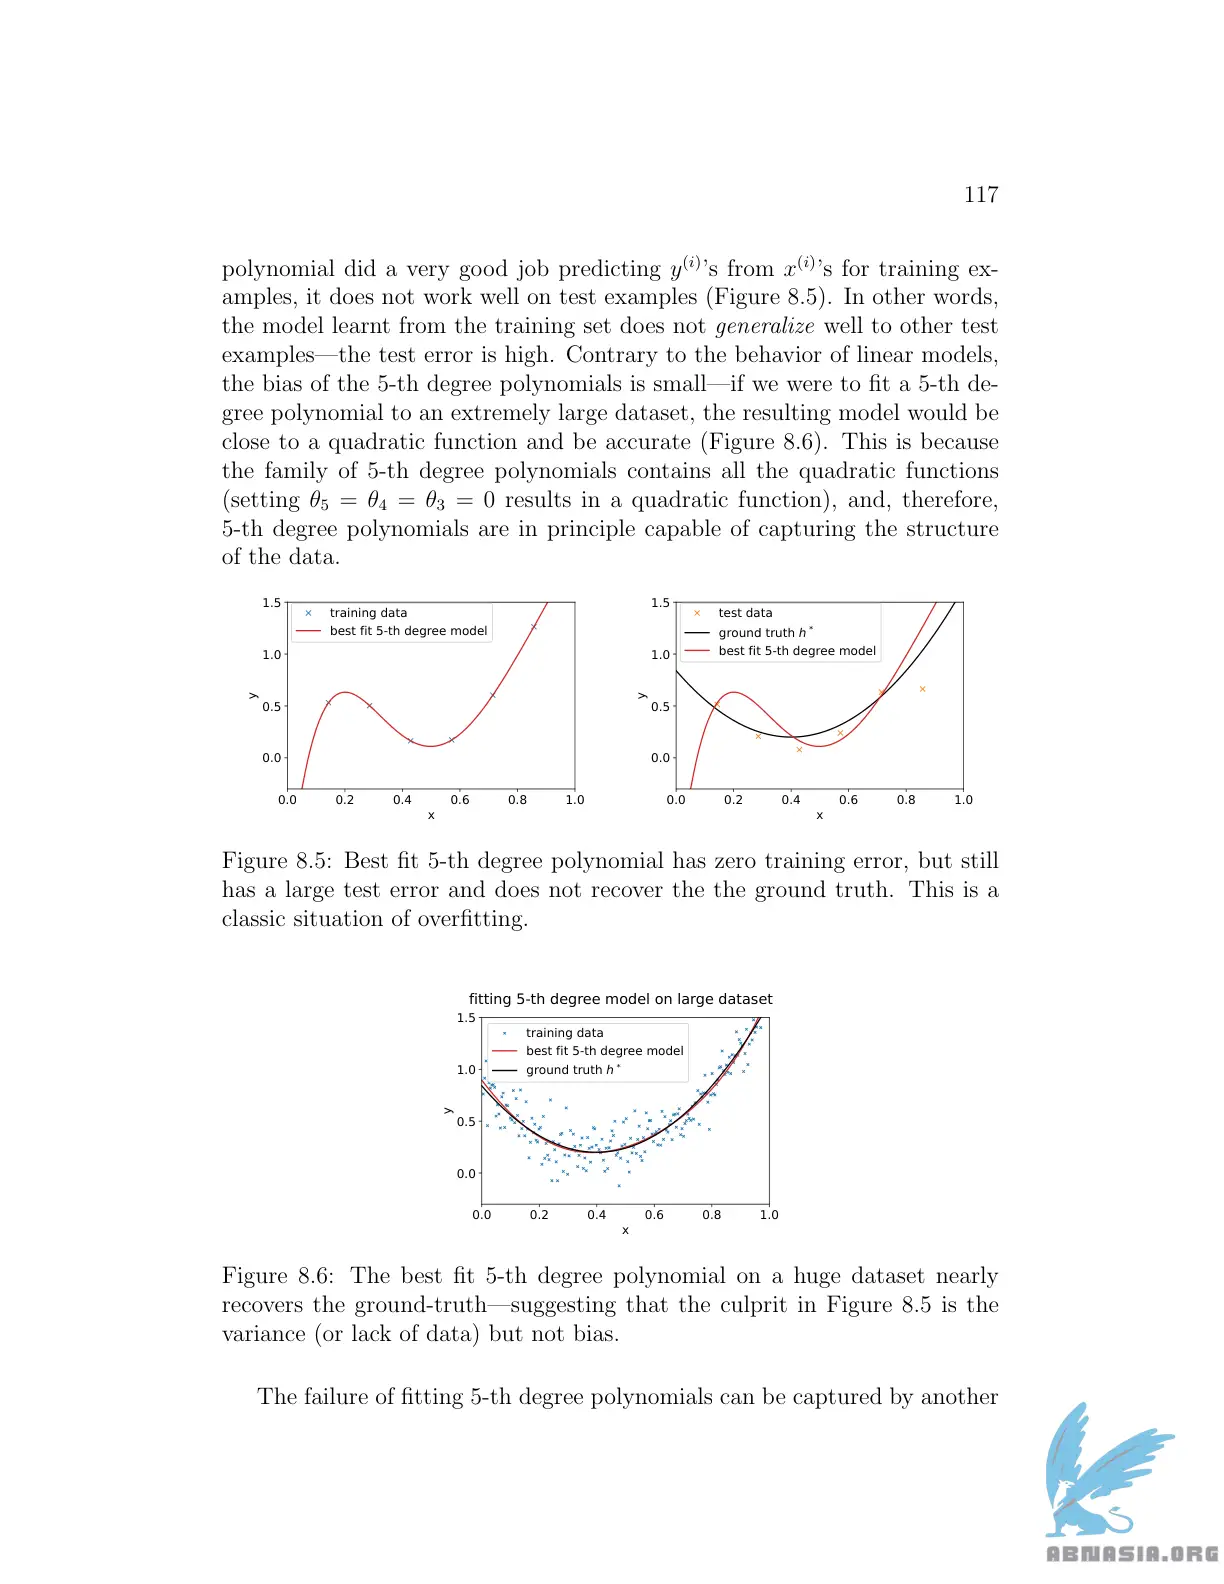 117
polynomial did a very good job predicting y⁽ⁱ⁾'s from x⁽ⁱ⁾'s for training ex-
amples, it does not work well on test examples (Figure 8.5). In other words,
the model learnt from the training set does not generalize well to other test
examples—the test error is high. Contrary to the behavior of linear models,
the bias of the 5-th degree polynomials is small—if we were to fit a 5-th de-
gree polynomial to an extremely large dataset, the resulting model would be
close to a quadratic function and be accurate (Figure 8.6). This is because
the family of 5-th degree polynomials contains all the quadratic functions
(setting θ₅ = θ₄ = θ₃ = 0 results in a quadratic function), and, therefore,
5-th degree polynomials are in principle capable of capturing the structure
of the data.
training data
best fit 5-th degree model
1.5
1.0
0.5
0.0
y
0.0 0.2 0.4 0.6 0.8 1.0
x
test data
ground truth h*
best fit 5-th degree model
1.5
1.0
0.5
0.0
y
0.0 0.2 0.4 0.6 0.8 1.0
x
Figure 8.5: Best fit 5-th degree polynomial has zero training error, but still
has a large test error and does not recover the the ground truth. This is a
classic situation of overfitting.
fitting 5-th degree model on large dataset
training data
best fit 5-th degree model
ground truth h*
1.5
1.0
0.5
0.0
y
0.0 0.2 0.4 0.6 0.8 1.0
x
Figure 8.6: The best fit 5-th degree polynomial on a huge dataset nearly
recovers the ground-truth—suggesting that the culprit in Figure 8.5 is the
variance (or lack of data) but not bias.
The failure of fitting 5-th degree polynomials can be captured by another
ABNASIA.ORG